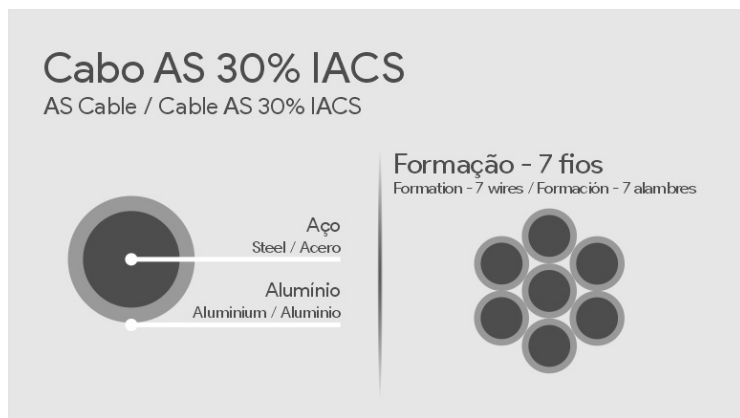 Cabo AS 30% IACS
AS Cable / Cable AS 30% IACS
Aço
Steel / Acero
Alumínio
Aluminium / Aluminio
Formação - 7 fios
Formation - 7 wires / Formación - 7 alambres